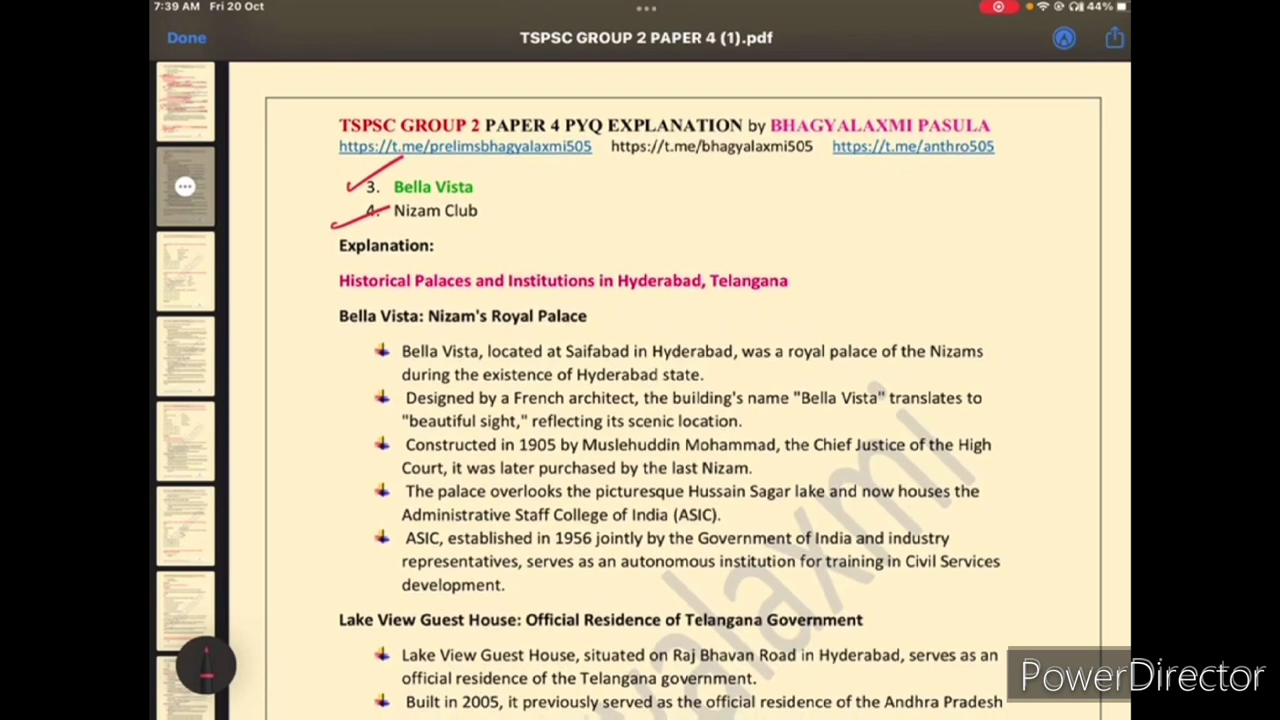 7:39 AM Fri 20 Oct
44%
Done
TSPSC GROUP 2 PAPER 4 (1).pdf
TSPSC GROUP 2 PAPER 4 PYQ EXPLANATION by BHAGYALAXMI PASULA
https://t.me/prelimsbhagyalaxmi505 https://t.me/bhagyalaxmi505 https://t.me/anthro505
3. Bella Vista
4. Nizam Club
Explanation:
Historical Palaces and Institutions in Hyderabad, Telangana
Bella Vista: Nizam's Royal Palace
Bella Vista, located at Saifabad in Hyderabad, was a royal palace of the Nizams
during the existence of Hyderabad state.
Designed by a French architect, the building's name "Bella Vista" translates to
"beautiful sight," reflecting its scenic location.
Constructed in 1905 by Muslehuddin Mohammad, the Chief Justice of the High
Court, it was later purchased by the last Nizam.
The palace overlooks the picturesque Hussain Sagar lake and now houses the
Administrative Staff College of India (ASIC).
ASIC, established in 1956 jointly by the Government of India and industry
representatives, serves as an autonomous institution for training in Civil Services
development.
Lake View Guest House: Official Residence of Telangana Government
Lake View Guest House, situated on Raj Bhavan Road in Hyderabad, serves as an
official residence of the Telangana government.
Built in 2005, it previously served as the official residence of the Andhra Pradesh
PowerDirector